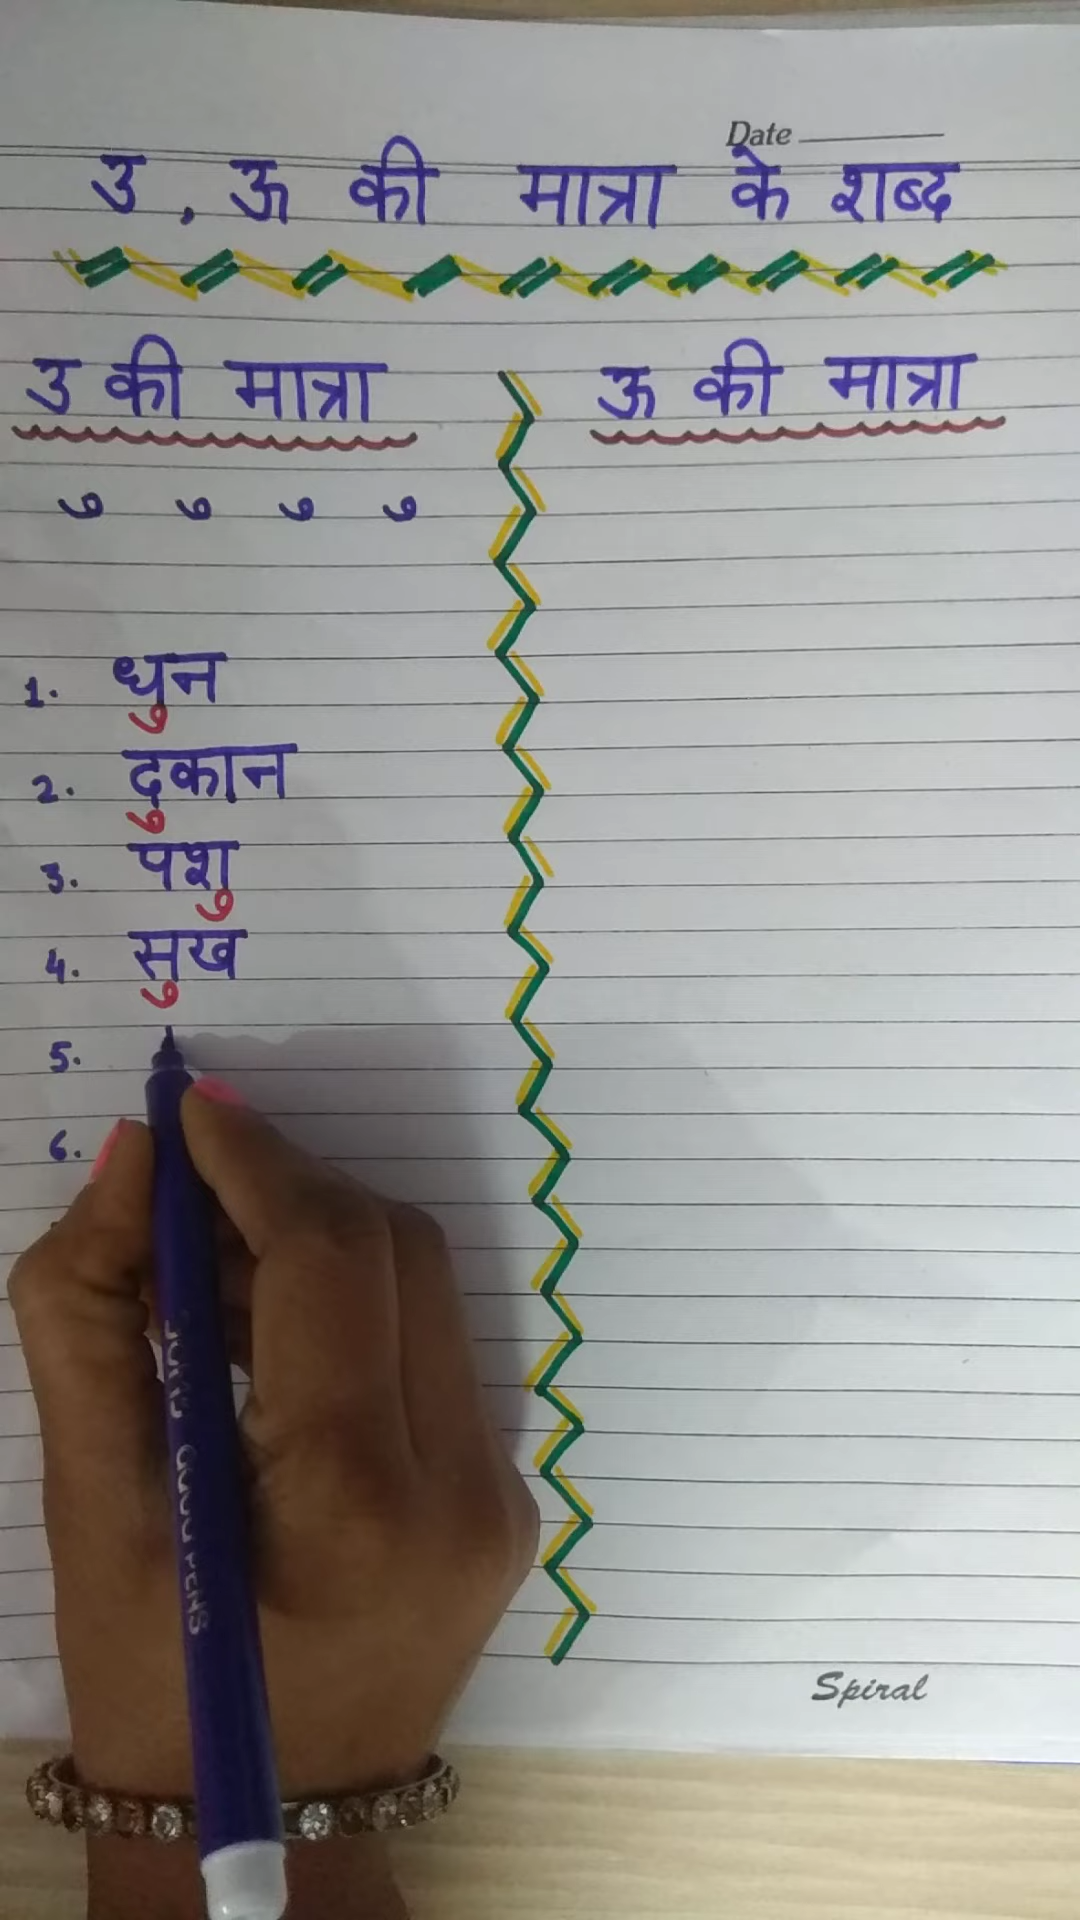 Date
उ, ऊ की मात्रा के शब्द
उ की मात्रा
ऊ की मात्रा
ु ु ु ु
1. धुन
2. दुकान
3. पशु
4. सुख
5.
6.
Spiral